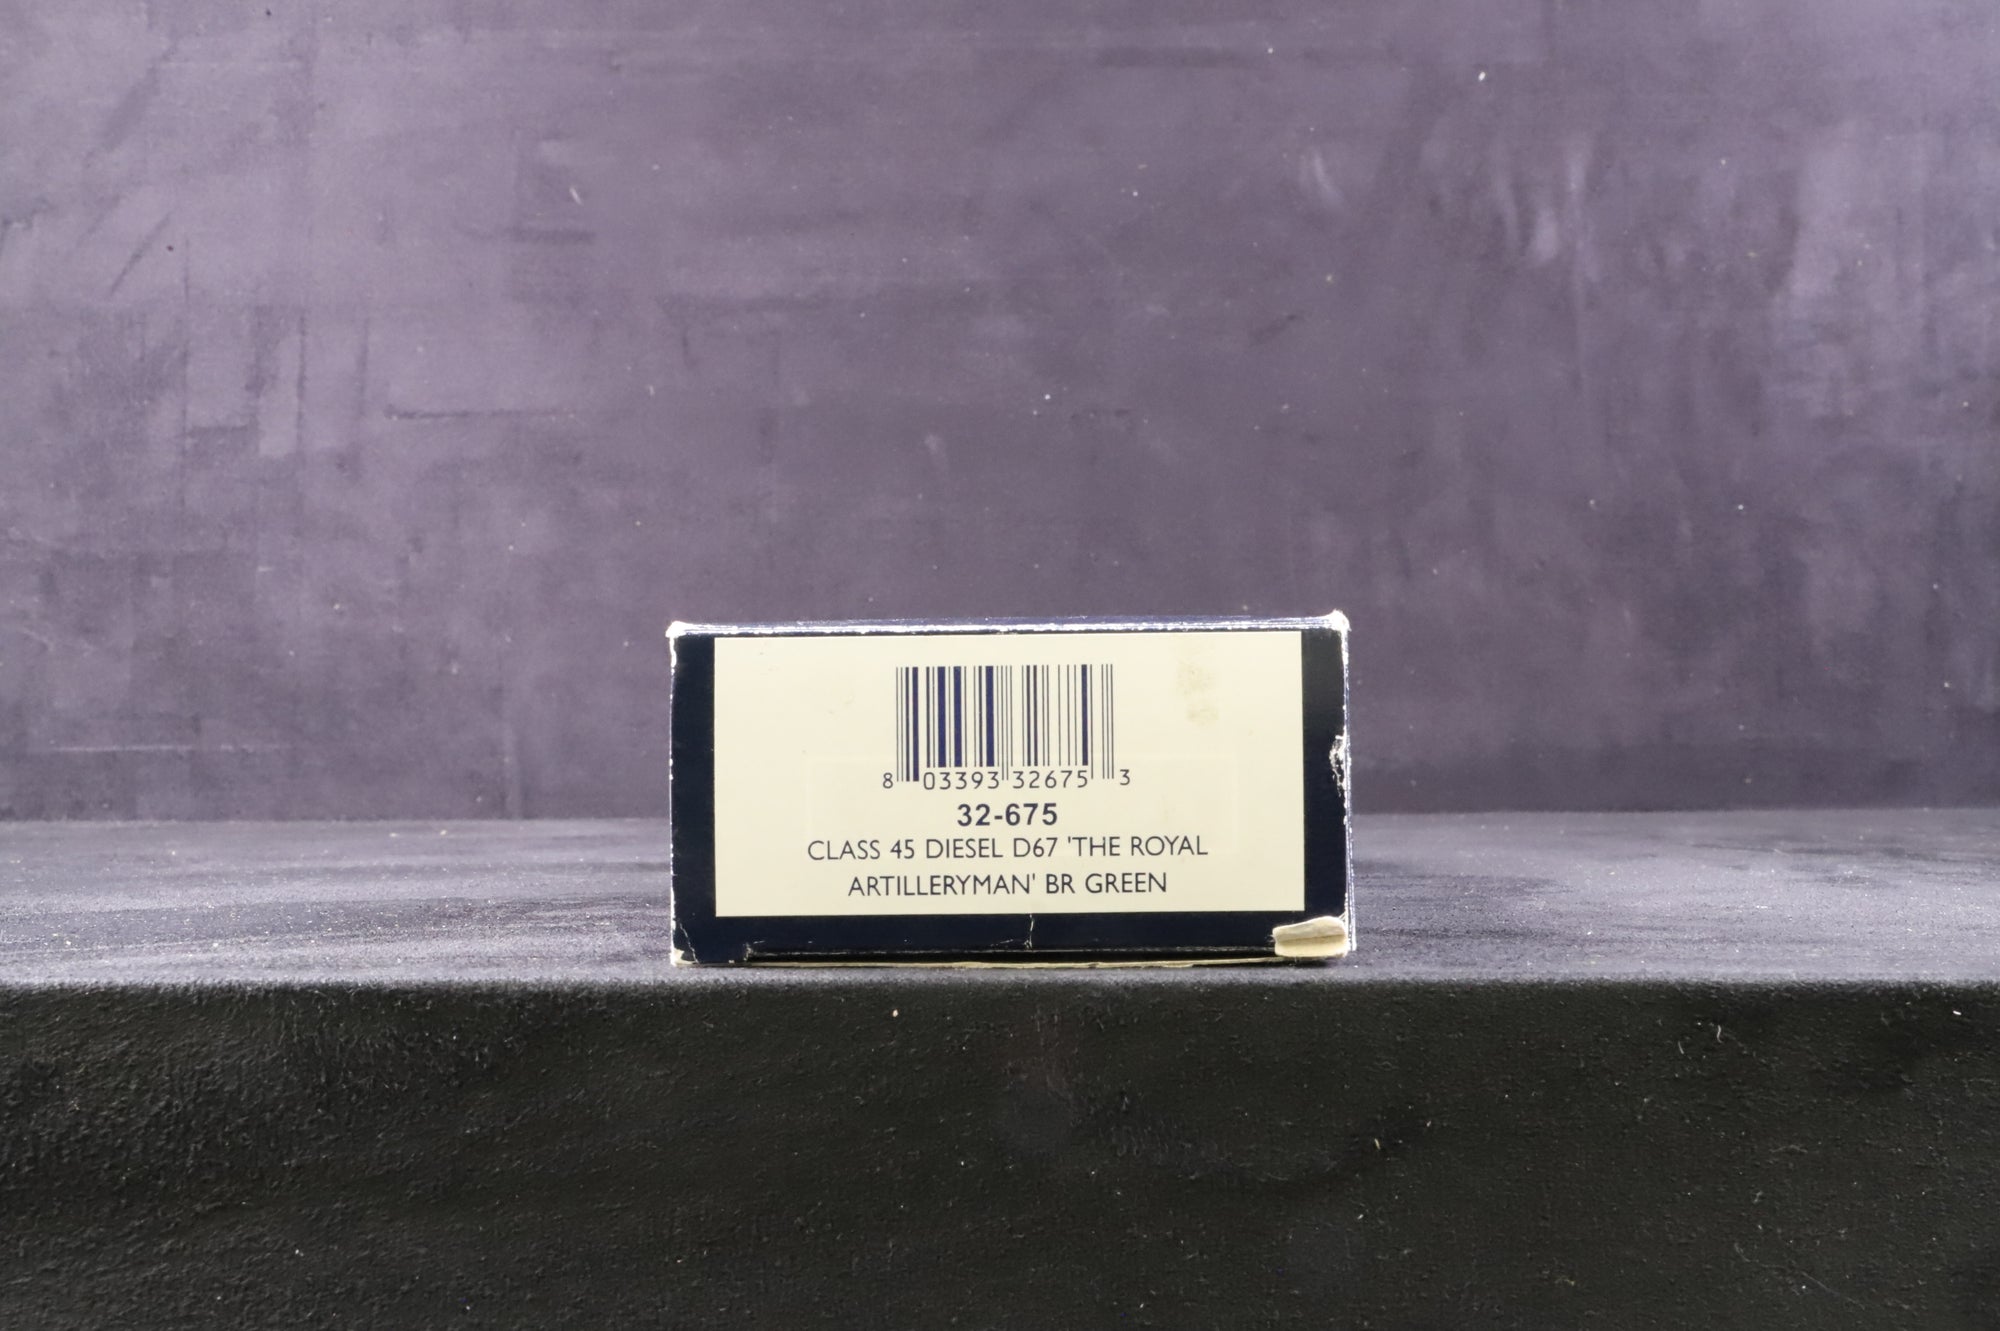 8 03393 32675 3
32-675
CLASS 45 DIESEL D67 'THE ROYAL
ARTILLERYMAN' BR GREEN